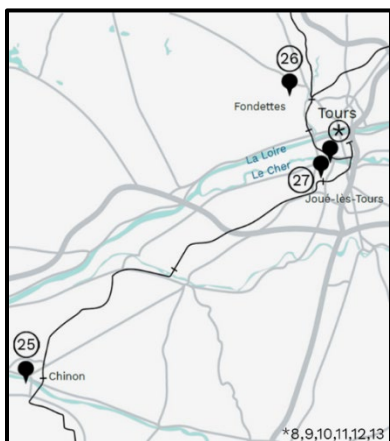 26
Fondettes
Tours
*
La Loire
Le Cher
27
Joué-lès-Tours
25
Chinon
*8,9,10,11,12,13